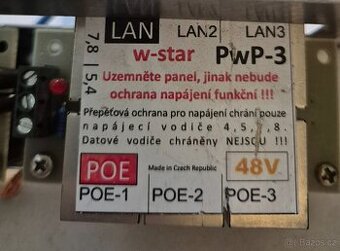 LAN LAN2 LAN3
7,8 | 5,4
w-star PwP-3
Uzemněte panel, jinak nebude
ochrana napájení funkční !!!
Přepěťová ochrana pro napájení chrání pouze
napájecí vodiče 4,5,7,8.
Datové vodiče chráněny NEJSOU !!!
POE Made in Czech Republic 48V
POE-1 POE-2 POE-3